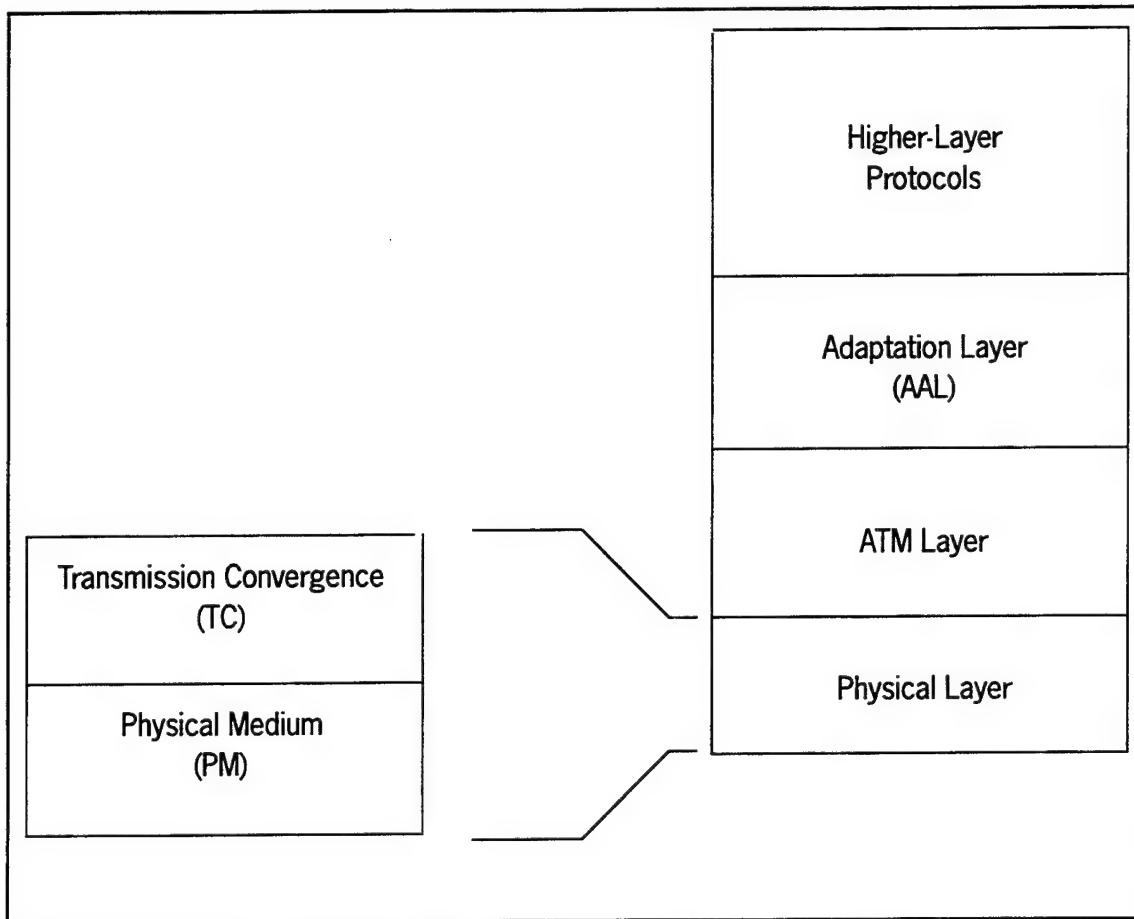 Higher-Layer
Protocols
Adaptation Layer
(AAL)
ATM Layer
Physical Layer
Transmission Convergence
(TC)
Physical Medium
(PM)